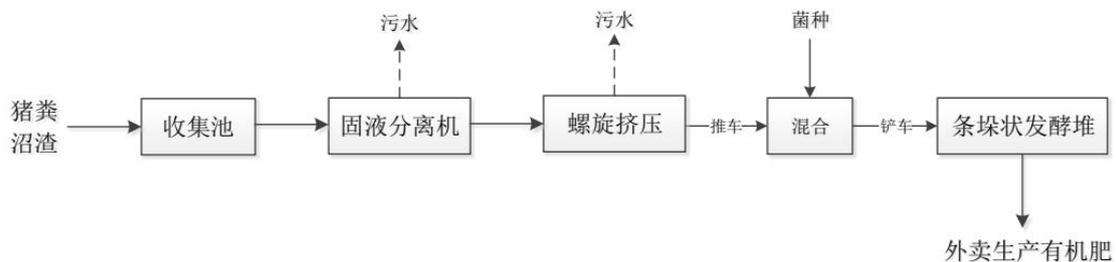 污水
污水
菌种
猪粪
沼渣
收集池
固液分离机
螺旋挤压
推车
混合
铲车
条垛状发酵堆
外卖生产有机肥